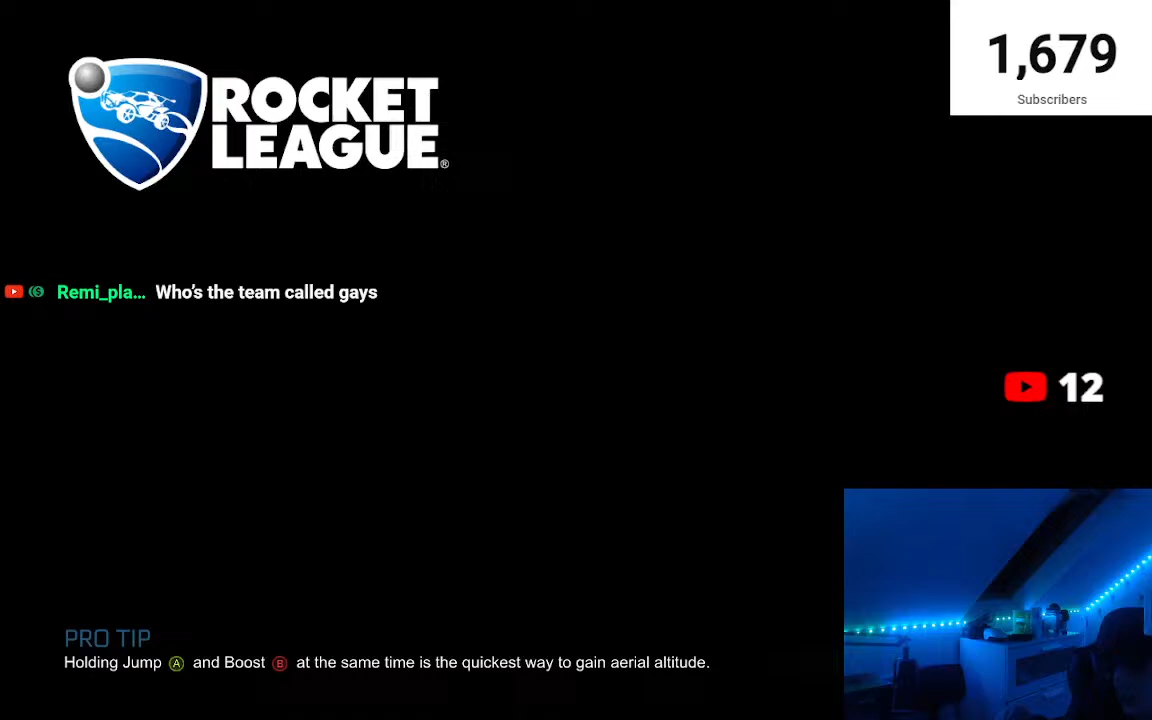 ROCKET
LEAGUE®
1,679
Subscribers
Remi_pla... Who's the team called gays
12
PRO TIP
Holding Jump A and Boost B at the same time is the quickest way to gain aerial altitude.